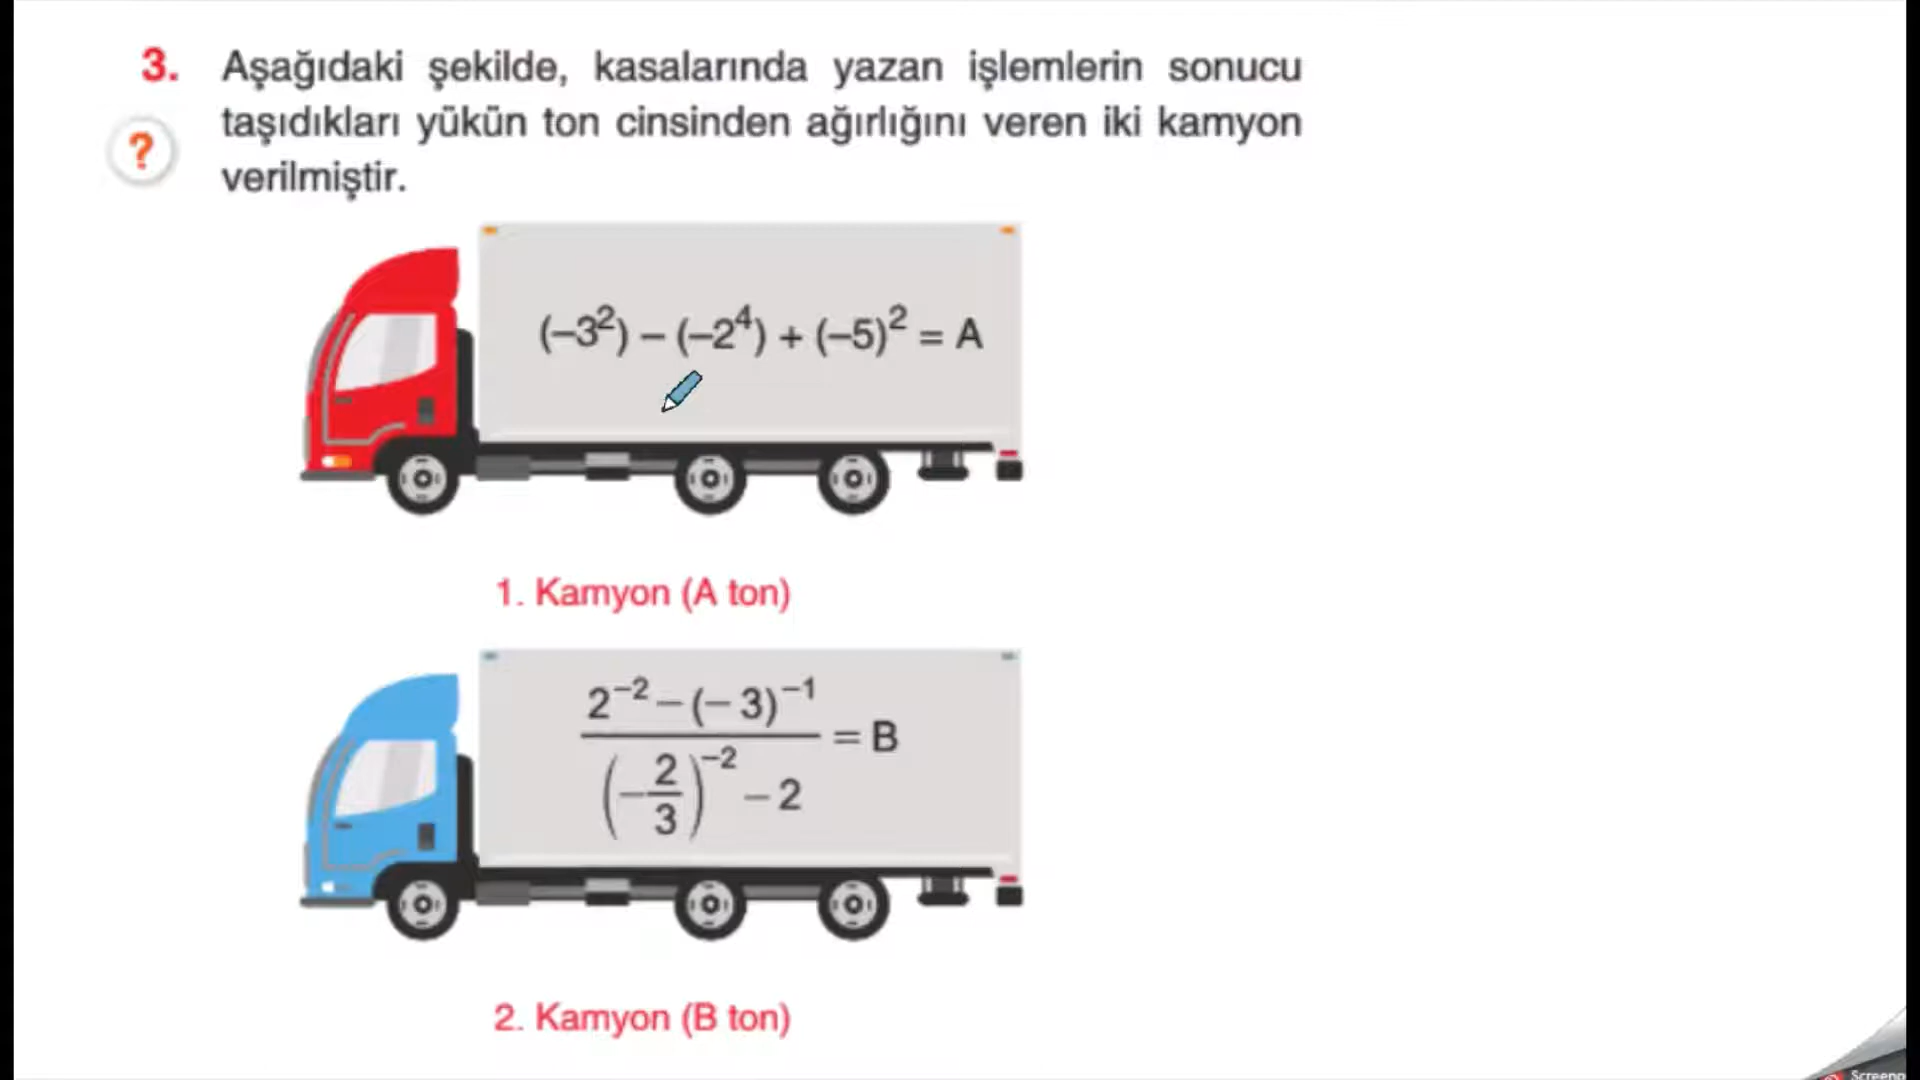 3. Aşağıdaki şekilde, kasalarında yazan işlemlerin sonucu
taşıdıkları yükün ton cinsinden ağırlığını veren iki kamyon
?
verilmiştir.
(–3²) – (–2⁴) + (–5)² = A
1. Kamyon (A ton)
2⁻² – (– 3)⁻¹
= B
(– 2/3)⁻² – 2
2. Kamyon (B ton)